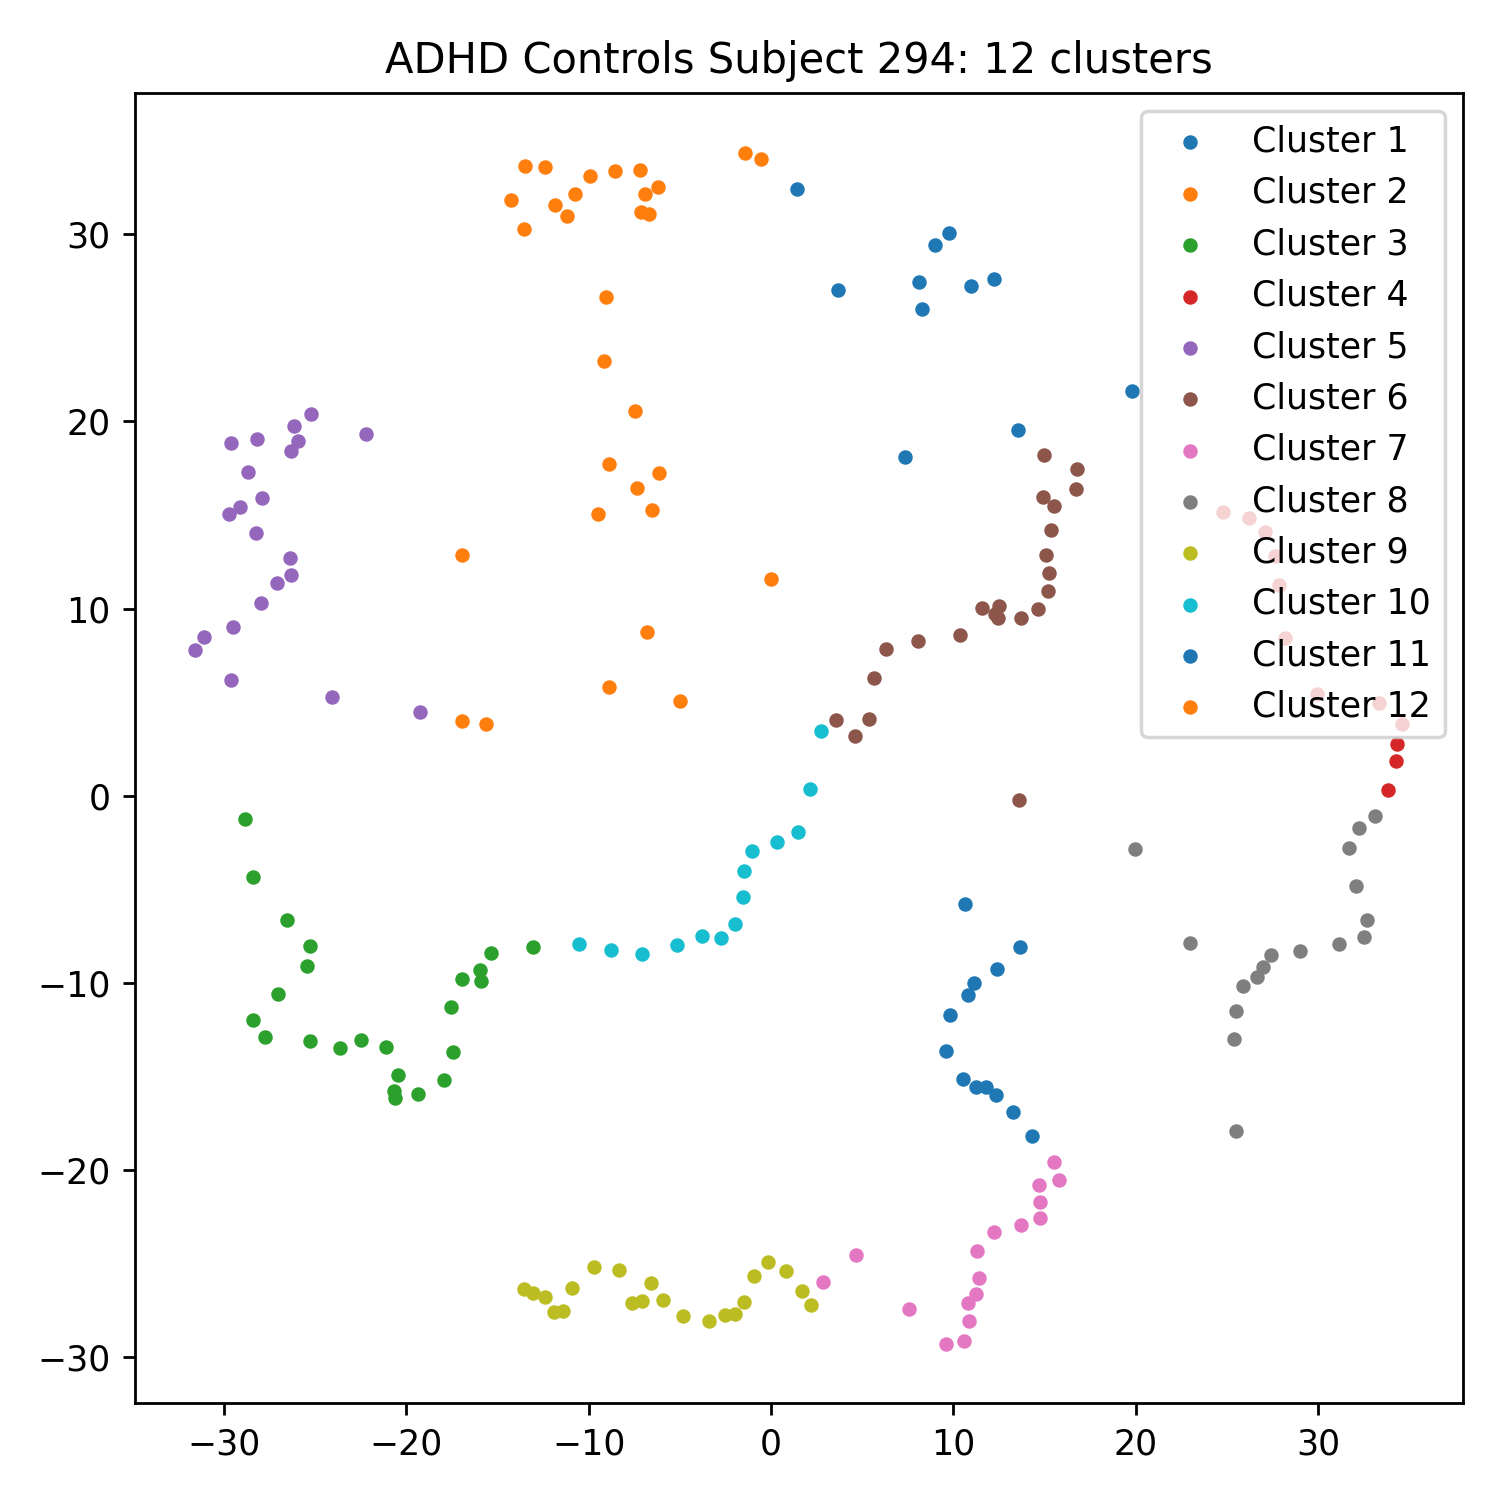 ADHD Controls Subject 294: 12 clusters
Cluster 1
Cluster 2
Cluster 3
Cluster 4
Cluster 5
Cluster 6
Cluster 7
Cluster 8
Cluster 9
Cluster 10
Cluster 11
Cluster 12
30
20
10
0
−10
−20
−30
−30 −20 −10 0 10 20 30